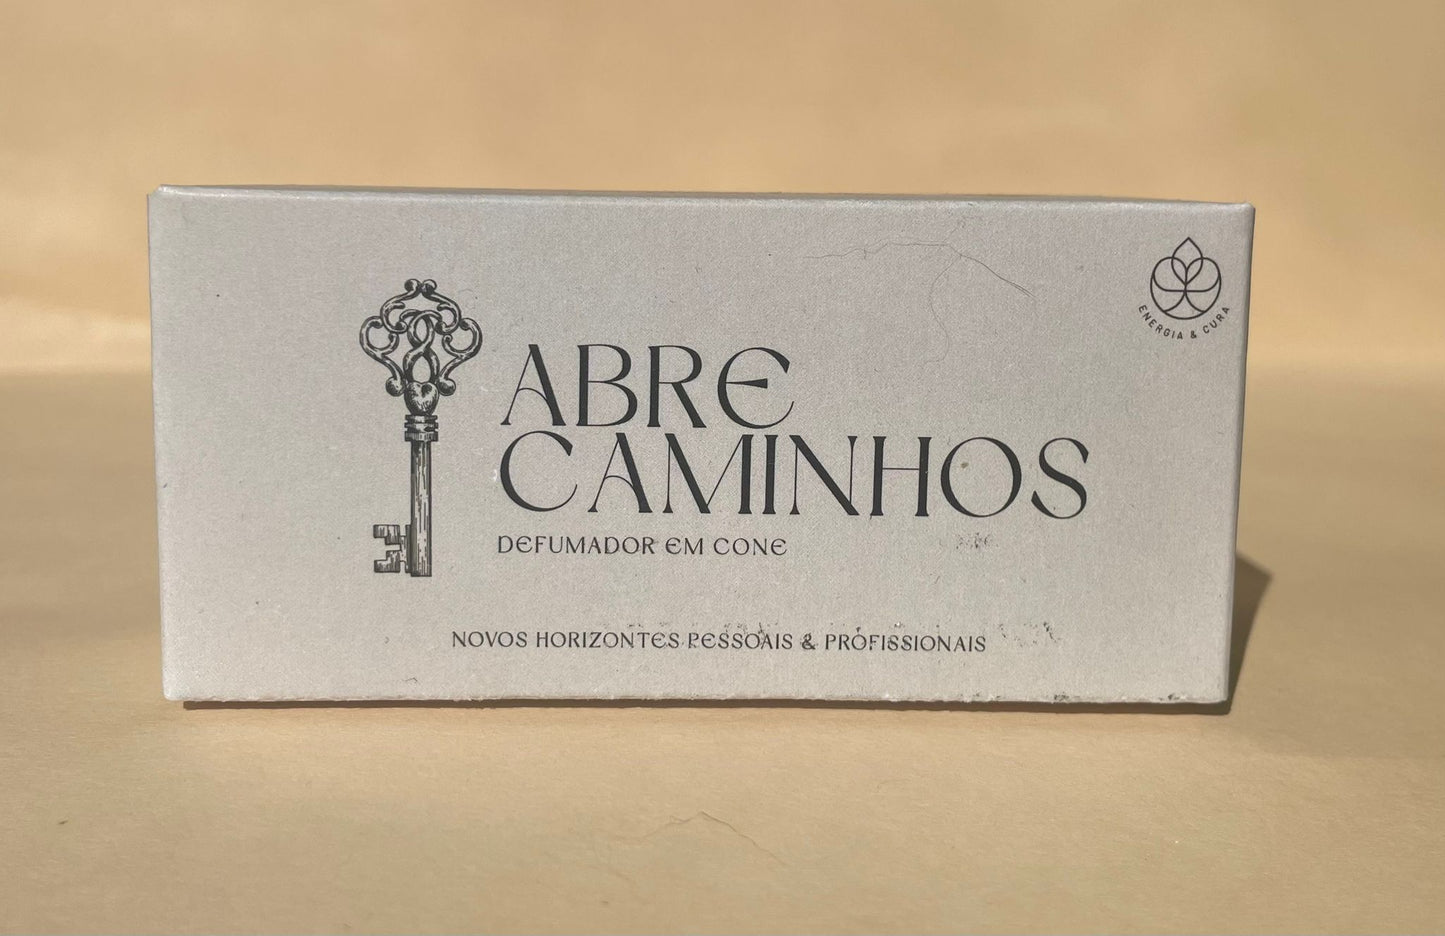 ENERGIA & CURA
ABRE
CAMINHOS
DEFUMADOR EM CONE
NOVOS HORIZONTES PESSOAIS & PROFISSIONAIS